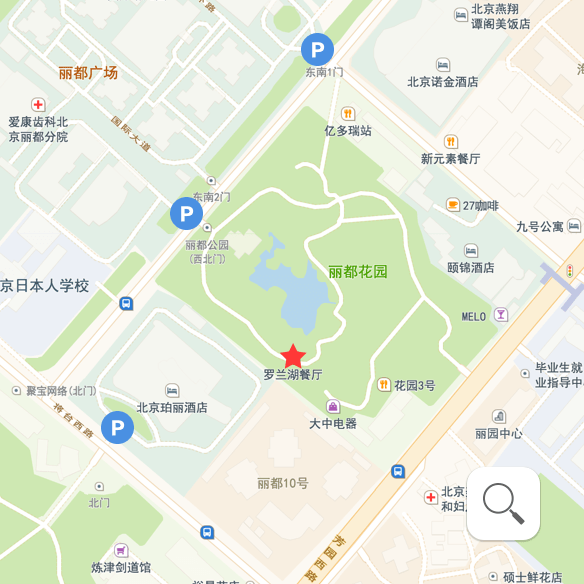 北京燕翔
谭阁美饭店
P
东南1门
丽都广场
北京诺金酒店
爱康齿科北
京丽都分院
国际大道
亿多瑞站
新元素餐厅
东南2门
27咖啡
P
九号公寓
丽都公园
(西北门)
丽都花园
颐锦酒店
京日本人学校
MELO
罗兰湖餐厅
毕业生就
业指导中
聚宝网络(北门)
花园3号
北京珀丽酒店
将台西路
大中电器
P
丽园中心
丽都10号
北京
和妇
北门
芳园西路
炼津剑道馆
硕士鲜花店